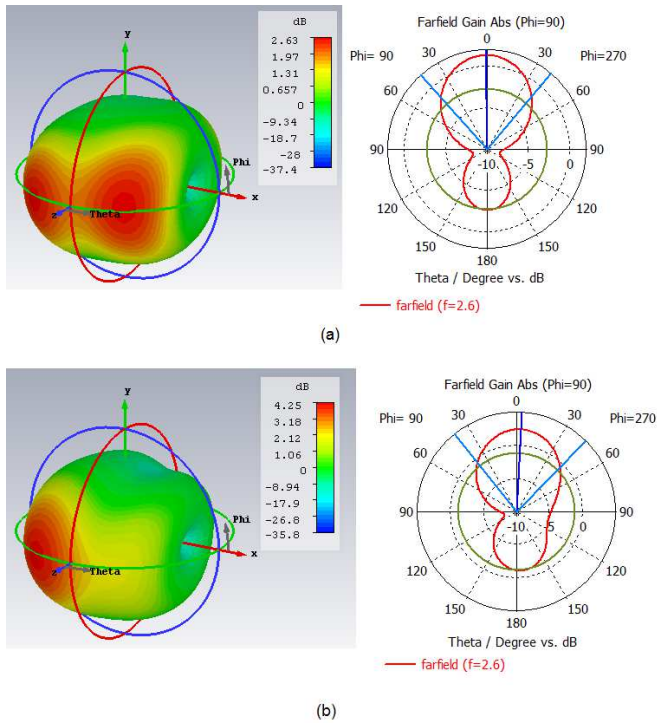 dB
2.63
1.97
1.31
0.657
0
-9.34
-18.7
-28
-37.4
y
Phi
x
z
Theta
Farfield Gain Abs (Phi=90)
0
Phi= 90
30
30
Phi=270
60
60
90
-10
-5
0
90
120
120
150
150
180
Theta / Degree vs. dB
farfield (f=2.6)
(a)
dB
4.25
3.18
2.12
1.06
0
-8.94
-17.9
-26.8
-35.8
y
Phi
x
z
Theta
Farfield Gain Abs (Phi=90)
0
Phi= 90
30
30
Phi=270
60
60
90
-10
-5
0
90
120
120
150
150
180
Theta / Degree vs. dB
farfield (f=2.6)
(b)